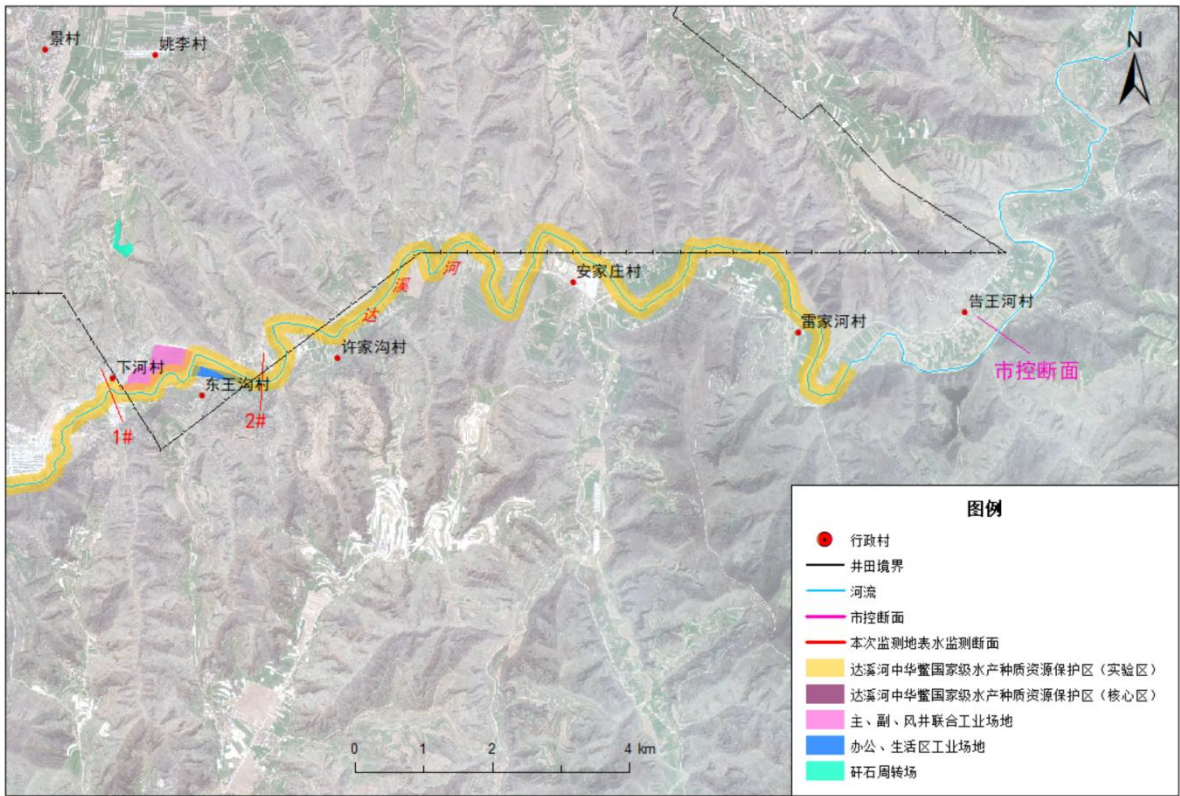 景村
姚李村
N
安家庄村
河
溪
达
告王河村
雷家河村
许家沟村
市控断面
下河村
东王沟村
1#
2#
图例
行政村
井田境界
河流
市控断面
本次监测地表水监测断面
达溪河中华鳖国家级水产种质资源保护区（实验区）
达溪河中华鳖国家级水产种质资源保护区（核心区）
主、副、风井联合工业场地
办公、生活区工业场地
矸石周转场
0 1 2 4 km